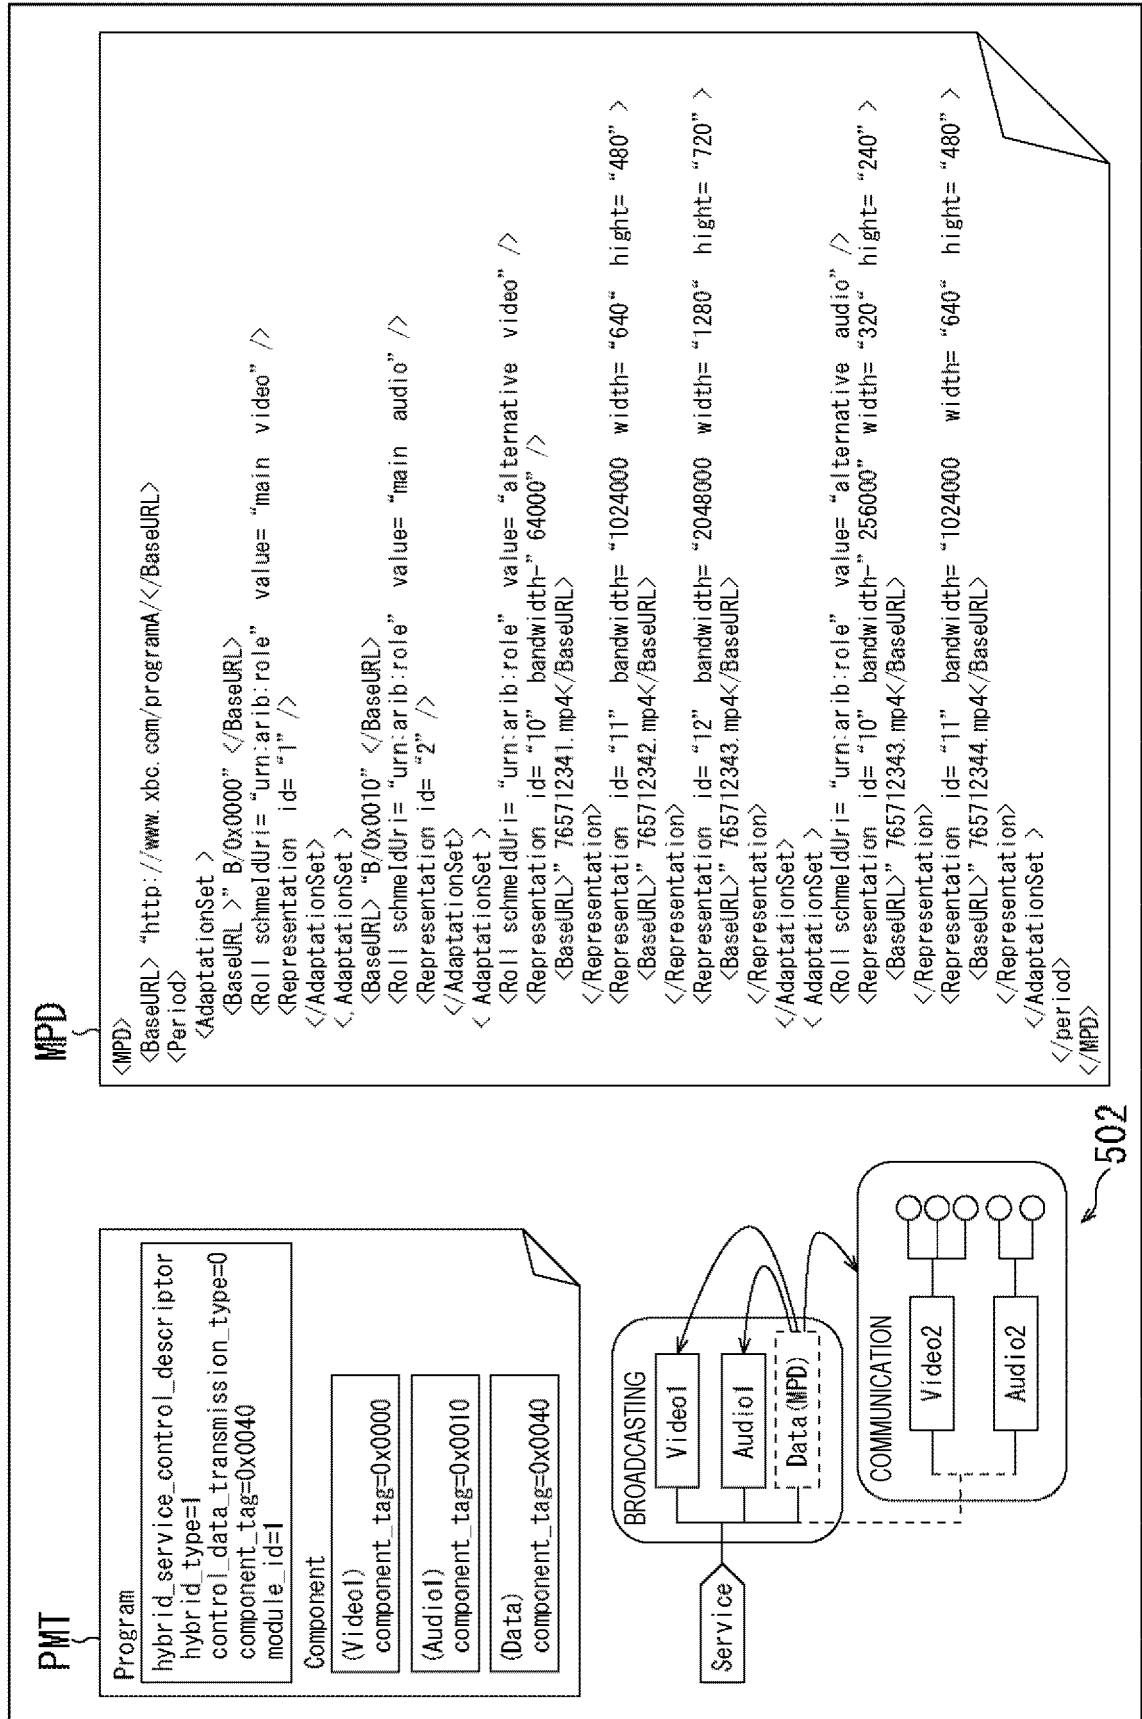 PMT
Program
hybrid_service_control_descriptor
hybrid_type=1
control_data_transmission_type=0
component_tag=0x0040
module_id=1
Component
(Video1)
component_tag=0x0000
(Audio1)
component_tag=0x0010
(Data)
component_tag=0x0040
Service
BROADCASTING
Video1
Audio1
Data(MPD)
COMMUNICATION
Video2
Audio2
502
MPD
<MPD>
<BaseURL> “http://www.xbc.com/programA/</BaseURL>
<Period>
<AdaptationSet >
<BaseURL >” B/0x0000” </BaseURL>
<Roll schmeIdUri= “urn:arib:role” value= “main video” />
<Representation id= “1” />
</AdaptationSet>
<,AdaptationSet >
<BaseURL> “B/0x0010” </BaseURL>
<Roll schmeIdUri= “urn:arib:role” value= “main audio” />
<Representation id= “2” />
</AdaptationSet>
< AdaptationSet >
<Roll schmeIdUri= “urn:arib:role” value= “alternative video” />
<Representation id= “10” bandwidth=” 64000” />
<BaseURL>” 765712341.mp4</BaseURL>
</Representation>
<Representation id= “11” bandwidth= “1024000 width= “640“ hight= “480” >
<BaseURL>” 765712342.mp4</BaseURL>
</Representation>
<Representation id= “12” bandwidth= “2048000 width= “1280“ hight= “720” >
<BaseURL>” 765712343.mp4</BaseURL>
</Representation>
</AdaptationSet>
< AdaptationSet >
<Roll schmeIdUri= “urn:arib:role” value= “alternative audio” />
<Representation id= “10” bandwidth=” 256000” width= “320“ hight= “240” >
<BaseURL>” 765712343.mp4</BaseURL>
</Representation>
<Representation id= “11” bandwidth= “1024000 width= “640“ hight= “480” >
<BaseURL>” 765712344.mp4</BaseURL>
</Representation>
</AdaptationSet >
</period>
</MPD>